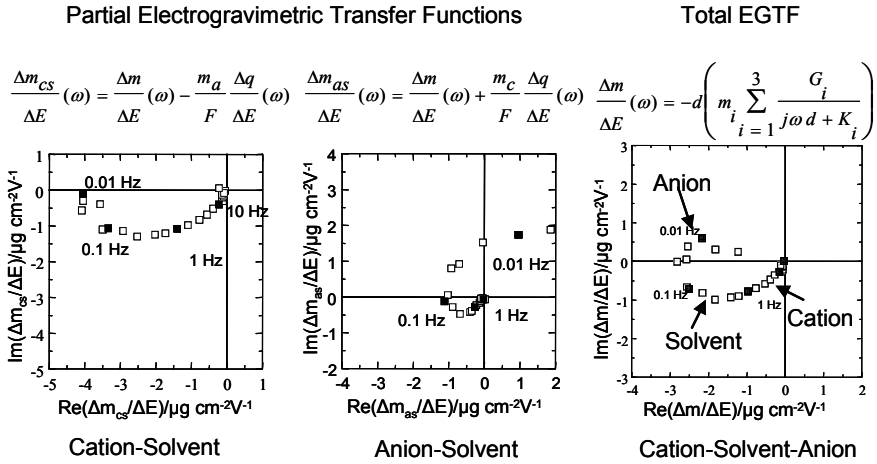 Partial Electrogravimetric Transfer Functions
Total EGTF
Δm_cs/ΔE (ω) = Δm/ΔE (ω) − m_a/F Δq/ΔE (ω)
Δm_as/ΔE (ω) = Δm/ΔE (ω) + m_c/F Δq/ΔE (ω)
Δm/ΔE (ω) = −d( m_i ∑_{i = 1}^{3} G_i/(jω d + K_i) )
Im(Δm_cs/ΔE)/µg cm⁻²V⁻¹
1
0
-1
-2
-3
-4
-5
0.01 Hz
10 Hz
0.1 Hz
1 Hz
-5 -4 -3 -2 -1 0 1
Re(Δm_cs/ΔE)/µg cm⁻²V⁻¹
Cation-Solvent
Im(Δm_as/ΔE)/µg cm⁻²V⁻¹
4
3
2
1
0
-1
-2
0.01 Hz
0.1 Hz
1 Hz
-4 -3 -2 -1 0 1 2
Re(Δm_as/ΔE)/µg cm⁻²V⁻¹
Anion-Solvent
Im(Δm/ΔE)/µg cm⁻²V⁻¹
3
2
1
0
-1
-2
-3
Anion
0.01 Hz
0.1 Hz
1 Hz
Cation
Solvent
-4 -3 -2 -1 0 1 2
Re(Δm/ΔE)/µg cm⁻²V⁻¹
Cation-Solvent-Anion